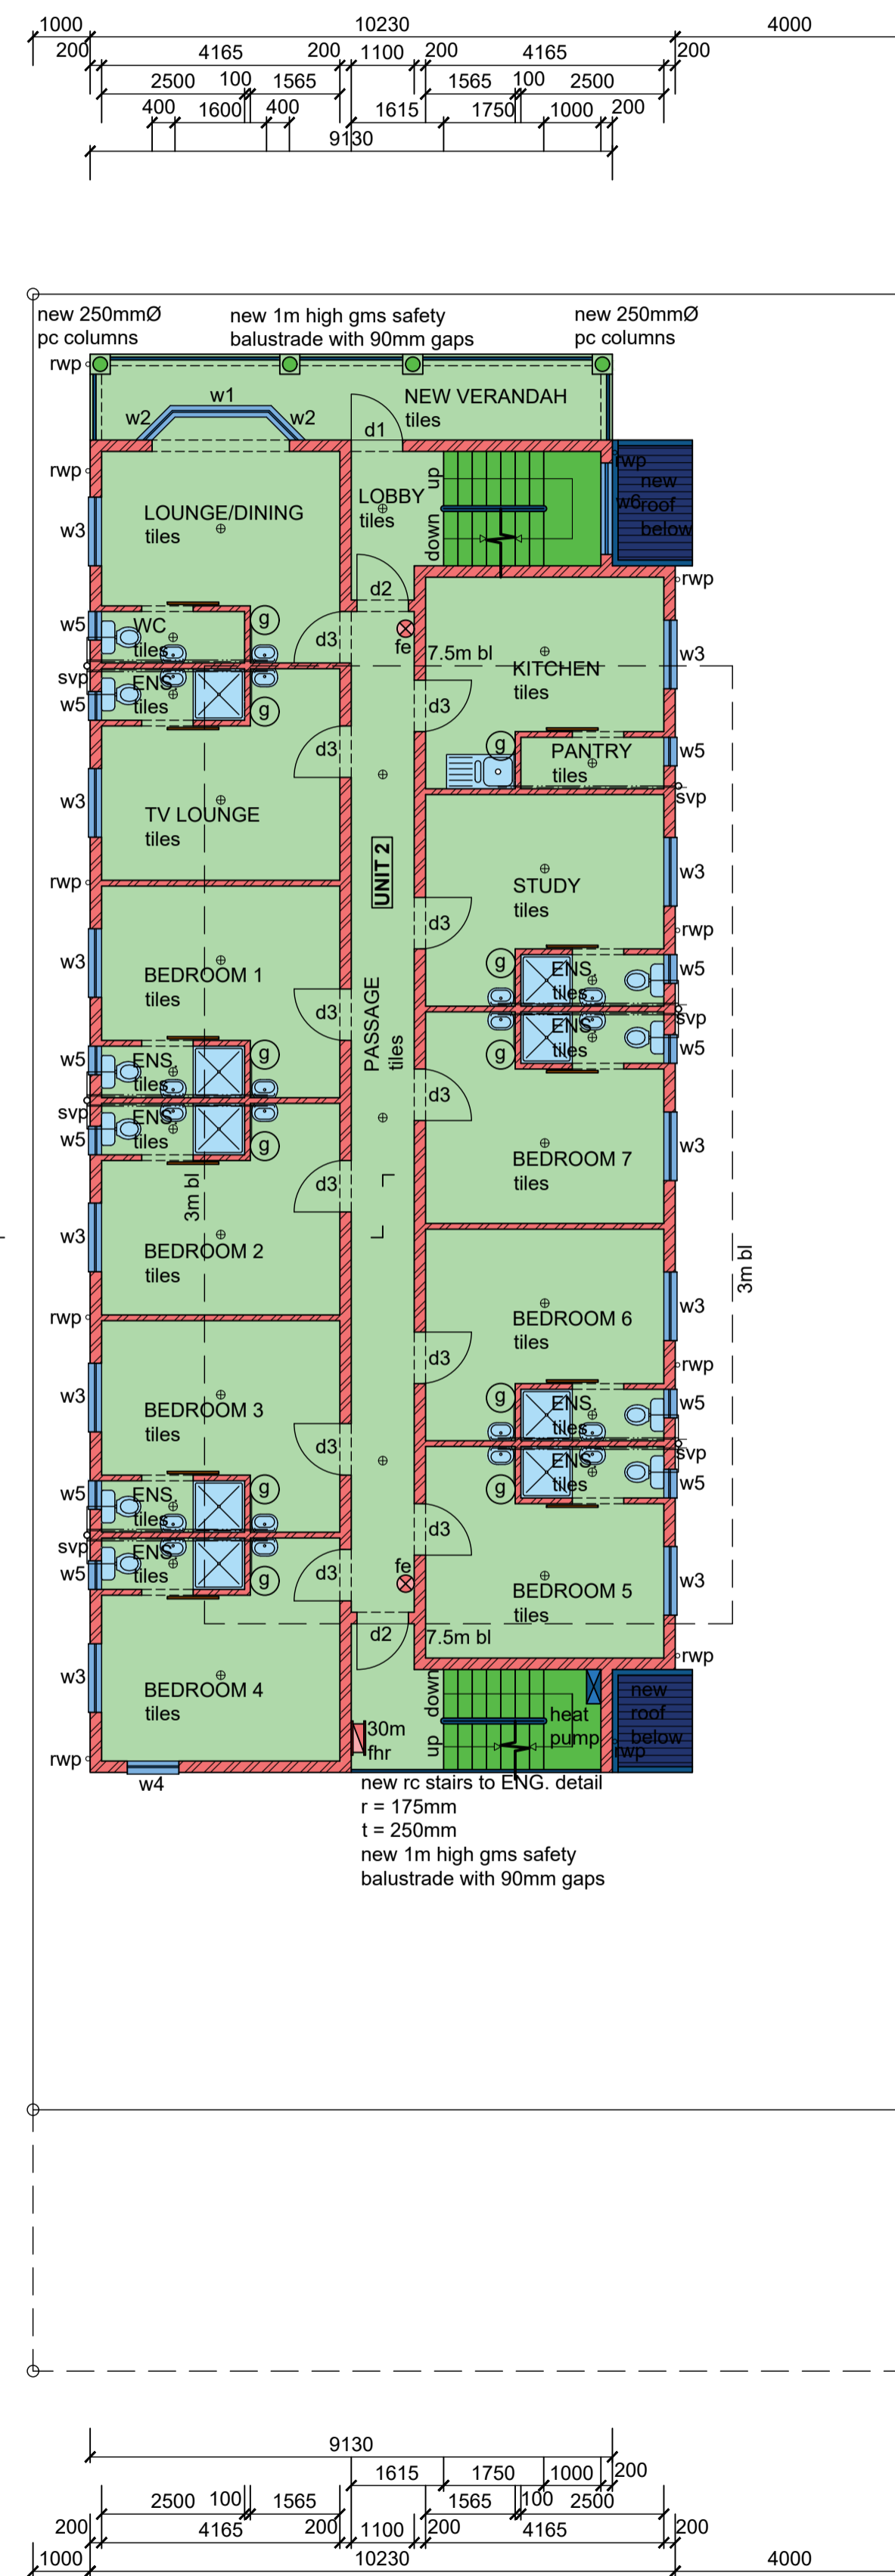 1000 10230 4000
200 4165 200 1100 200 4165 200
2500 100 1565 1565 100 2500
400 1600 400 1615 1750 1000 200
9130
new 250mmØ
pc columns
new 1m high gms safety
balustrade with 90mm gaps
new 250mmØ
pc columns
rwp
NEW VERANDAH
tiles
w1
w2 w2
d1
rwp
rwp
LOUNGE/DINING
tiles
LOBBY
tiles
up
down
w6
new
roof
below
w3
d2
rwp
w5
WC
tiles
g
d3
fe
7.5m bl
KITCHEN
tiles
w3
svp
ENS.
tiles
w5
g
d3
d3
g
PANTRY
tiles
w5
svp
w3
TV LOUNGE
tiles
UNIT 2
STUDY
tiles
w3
rwp
d3
rwp
w3
BEDROOM 1
tiles
g
ENS.
tiles
w5
d3
PASSAGE
tiles
svp
w5
ENS.
tiles
g
g
ENS.
tiles
w5
svp
ENS.
tiles
w5
g
d3
BEDROOM 7
tiles
w3
d3
3m bl
w3
BEDROOM 2
tiles
3m bl
rwp
BEDROOM 6
tiles
w3
d3
rwp
w3
BEDROOM 3
tiles
d3
g
ENS.
tiles
w5
svp
w5
ENS.
tiles
g
ENS.
tiles
w5
g
svp
w5
ENS.
tiles
g
d3
d3
fe
BEDROOM 5
tiles
w3
d2
7.5m bl
rwp
w3
BEDROOM 4
tiles
down
up
heat
pump
new
roof
below
rwp
30m
fhr
rwp
w4
new rc stairs to ENG. detail
r = 175mm
t = 250mm
new 1m high gms safety
balustrade with 90mm gaps
9130
1615 1750 1000 200
2500 100 1565 1565 100 2500
200 4165 200 1100 200 4165 200
1000 10230 4000